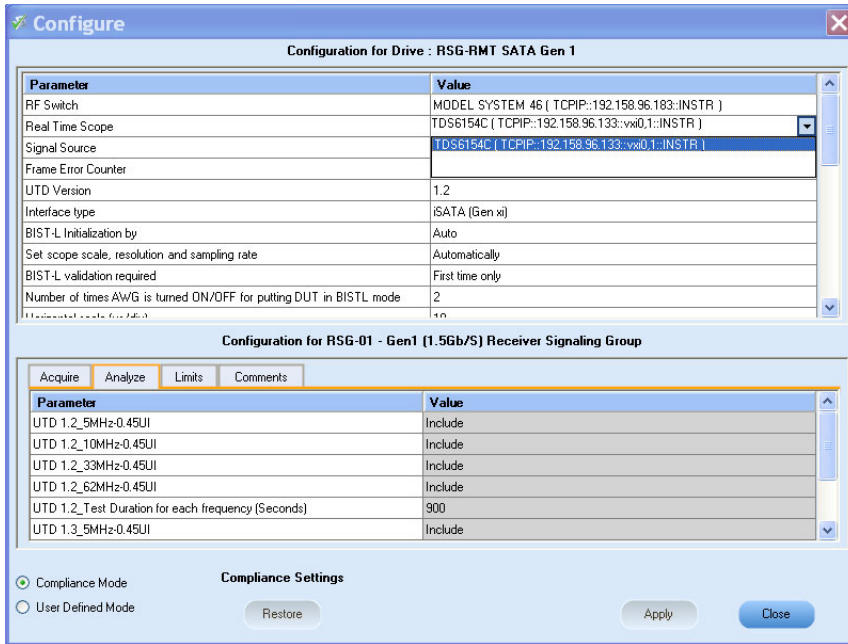 Configure
Configuration for Drive : RSG-RMT SATA Gen 1
Parameter Value
RF Switch MODEL SYSTEM 46 ( TCPIP::192.158.96.183::INSTR )
Real Time Scope TDS6154C ( TCPIP::192.158.96.133::vxi0,1::INSTR )
Signal Source TDS6154C ( TCPIP::192.158.96.133::vxi0,1::INSTR )
Frame Error Counter
UTD Version 1.2
Interface type iSATA (Gen xi)
BIST-L Initialization by Auto
Set scope scale, resolution and sampling rate Automatically
BIST-L validation required First time only
Number of times AWG is turned ON/OFF for putting DUT in BISTL mode 2
Configuration for RSG-01 - Gen1 (1.5Gb/S) Receiver Signaling Group
Acquire Analyze Limits Comments
Parameter Value
UTD 1.2_5MHz-0.45UI Include
UTD 1.2_10MHz-0.45UI Include
UTD 1.2_33MHz-0.45UI Include
UTD 1.2_62MHz-0.45UI Include
UTD 1.2_Test Duration for each frequency (Seconds) 900
UTD 1.3_5MHz-0.45UI Include
Compliance Mode Compliance Settings
User Defined Mode Restore Apply Close